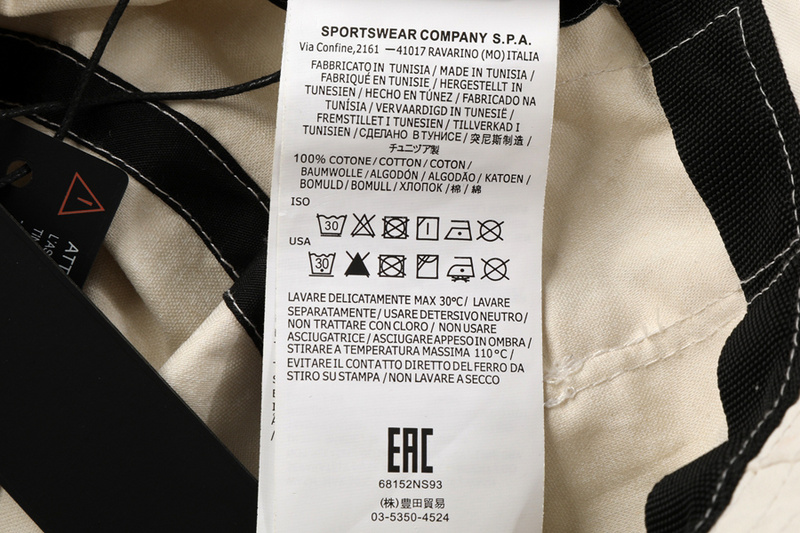 SPORTSWEAR COMPANY S.P.A.
Via Confine,2161 —41017 RAVARINO (MO) ITALIA
FABBRICATO IN TUNISIA / MADE IN TUNISIA /
FABRIQUÉ EN TUNISIE / HERGESTELLT IN
TUNESIEN / HECHO EN TÚNEZ / FABRICADO NA
TUNÍSIA / VERVAARDIGD IN TUNESIË /
FREMSTILLET I TUNESIEN / TILLVERKAD I
TUNISIEN / СДЕЛАНО В ТУНИСЕ / 突尼斯制造 /
チュニヅア製
100% COTONE / COTTON / COTON /
BAUMWOLLE / ALGODÓN / ALGODÃO / KATOEN /
BOMULD / BOMULL / ХЛОПОК / 棉 / 綿
ISO
30
USA
30
LAVARE DELICATAMENTE MAX 30°C/ LAVARE
SEPARATAMENTE/ USARE DETERSIVO NEUTRO/
NON TRATTARE CON CLORO / NON USARE
ASCIUGATRICE / ASCIUGARE APPESO IN OMBRA/
STIRARE A TEMPERATURA MASSIMA 110°C/
EVITARE IL CONTATTO DIRETTO DEL FERRO DA
STIRO SU STAMPA / NON LAVARE A SECCO
EAC
68152NS93
(株)豊田貿易
03-5350-4524